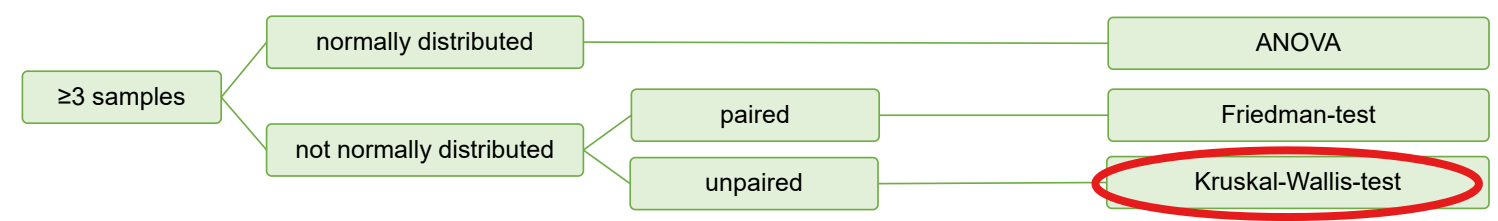 normally distributed
ANOVA
≥3 samples
paired
Friedman-test
not normally distributed
unpaired
Kruskal-Wallis-test